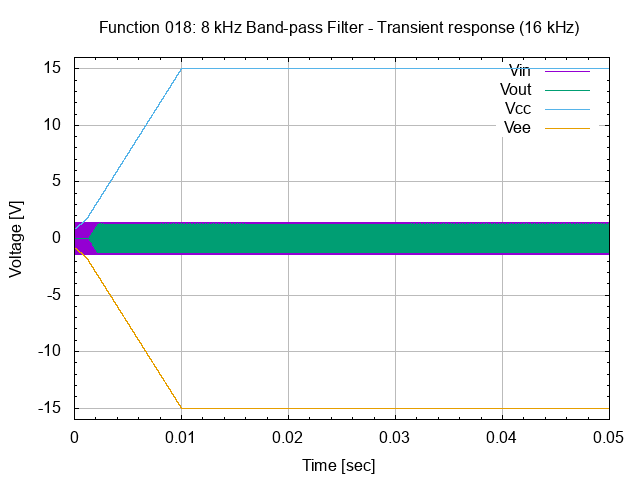 Function 018: 8 kHz Band-pass Filter - Transient response (16 kHz)
15
10
5
0
-5
-10
-15
Voltage [V]
Vin
Vout
Vcc
Vee
0 0.01 0.02 0.03 0.04 0.05
Time [sec]